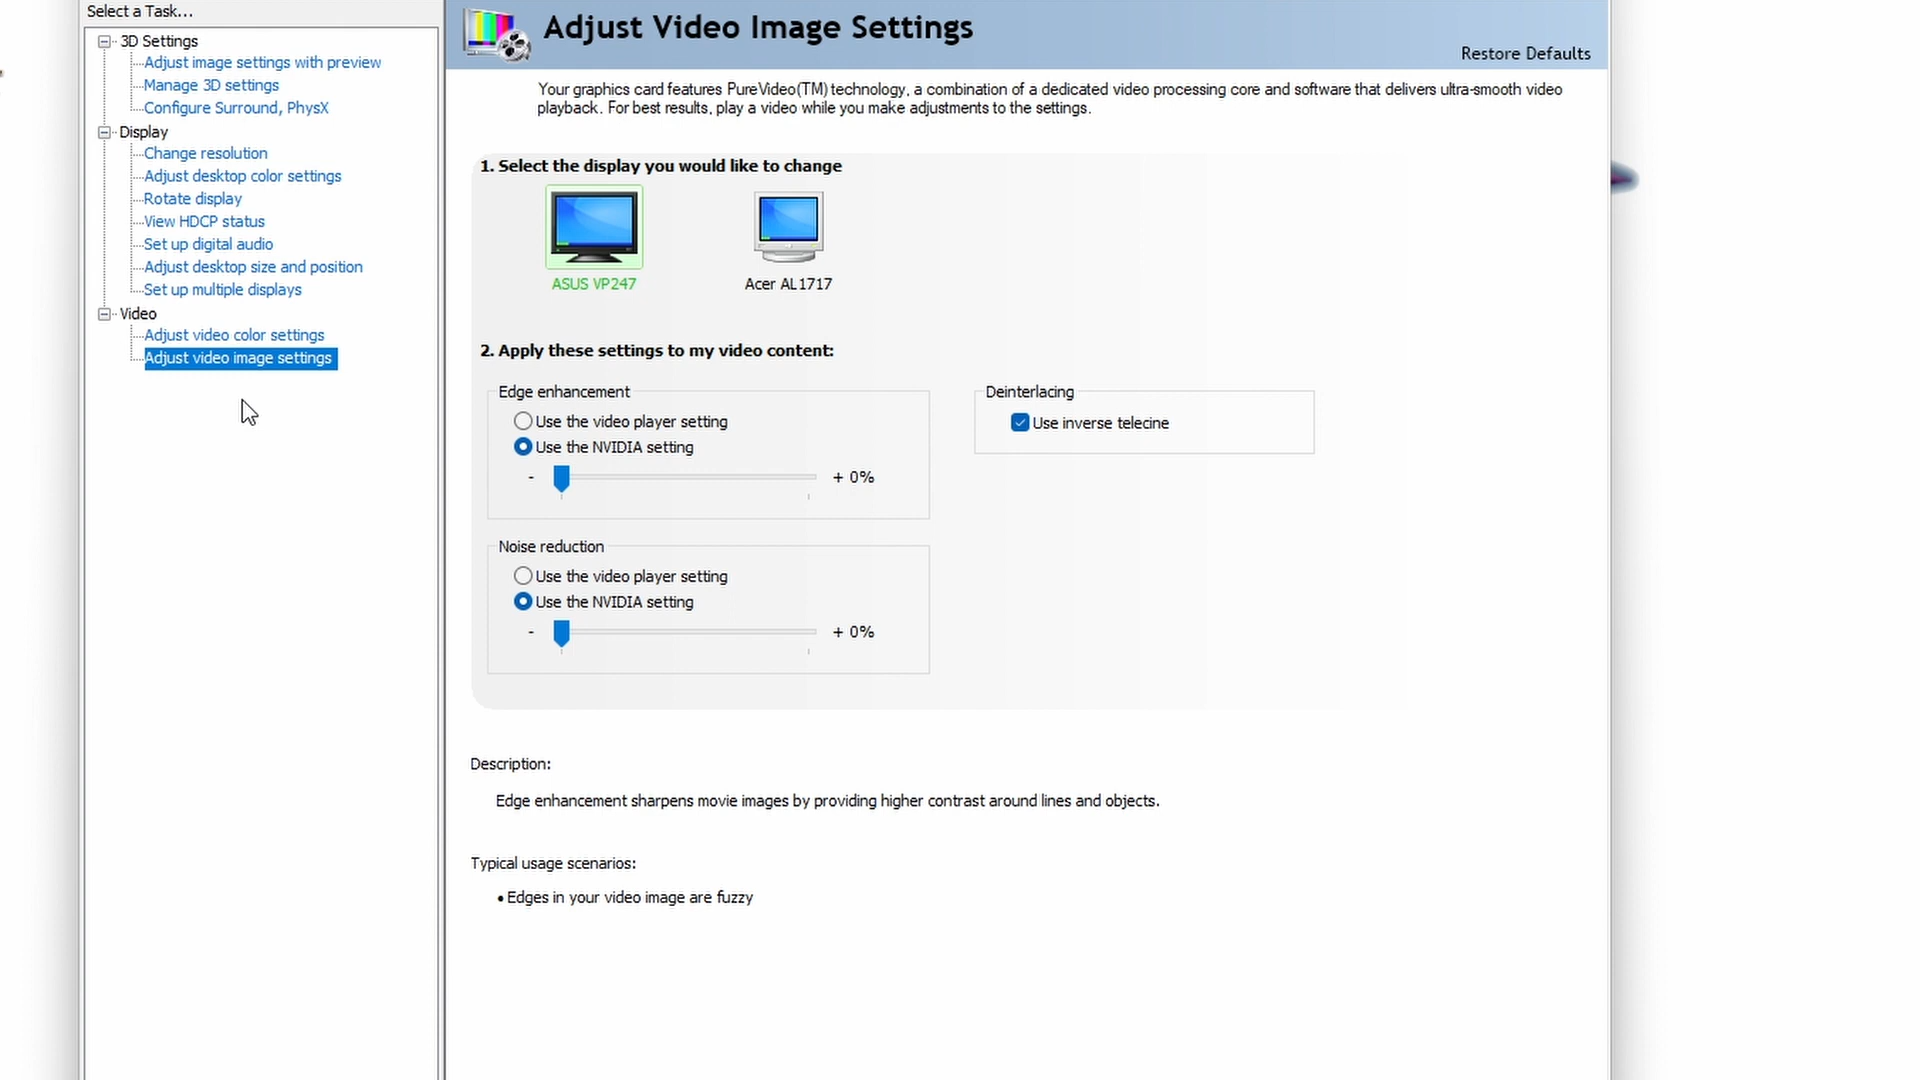 Select a Task...
3D Settings
Adjust image settings with preview
Manage 3D settings
Configure Surround, PhysX
Display
Change resolution
Adjust desktop color settings
Rotate display
View HDCP status
Set up digital audio
Adjust desktop size and position
Set up multiple displays
Video
Adjust video color settings
Adjust video image settings
Adjust Video Image Settings
Restore Defaults
Your graphics card features PureVideo(TM) technology, a combination of a dedicated video processing core and software that delivers ultra-smooth video
playback. For best results, play a video while you make adjustments to the settings.
1. Select the display you would like to change
ASUS VP247
Acer AL1717
2. Apply these settings to my video content:
Edge enhancement
Use the video player setting
Use the NVIDIA setting
- + 0%
Deinterlacing
Use inverse telecine
Noise reduction
Use the video player setting
Use the NVIDIA setting
- + 0%
Description:
Edge enhancement sharpens movie images by providing higher contrast around lines and objects.
Typical usage scenarios:
• Edges in your video image are fuzzy